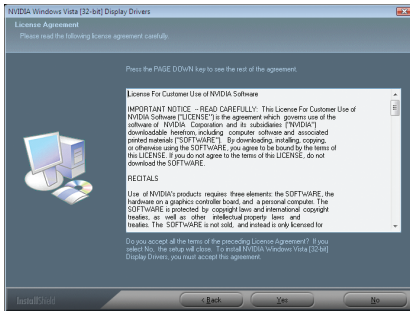 NVIDIA Windows Vista (32-bit) Display Drivers
License Agreement
Please read the following license agreement carefully.
Press the PAGE DOWN key to see the rest of the agreement.
License For Customer Use of NVIDIA Software
IMPORTANT NOTICE -- READ CAREFULLY: This License For Customer Use of
NVIDIA Software ("LICENSE") is the agreement which governs use of the
software of NVIDIA Corporation and its subsidiaries ("NVIDIA")
downloadable herefrom, including computer software and associated
printed materials ("SOFTWARE"). By downloading, installing, copying,
or otherwise using the SOFTWARE, you agree to be bound by the terms of
this LICENSE. If you do not agree to the terms of this LICENSE, do not
download the SOFTWARE.
RECITALS
Use of NVIDIA's products requires three elements: the SOFTWARE, the
hardware on a graphics controller board, and a personal computer. The
SOFTWARE is protected by copyright laws and international copyright
treaties, as well as other intellectual property laws and
treaties. The SOFTWARE is not sold, and instead is only licensed for
Do you accept all the terms of the preceding License Agreement? If you
select No, the setup will close. To install NVIDIA Windows Vista (32-bit)
Display Drivers, you must accept this agreement.
InstallShield
< Back
Yes
No